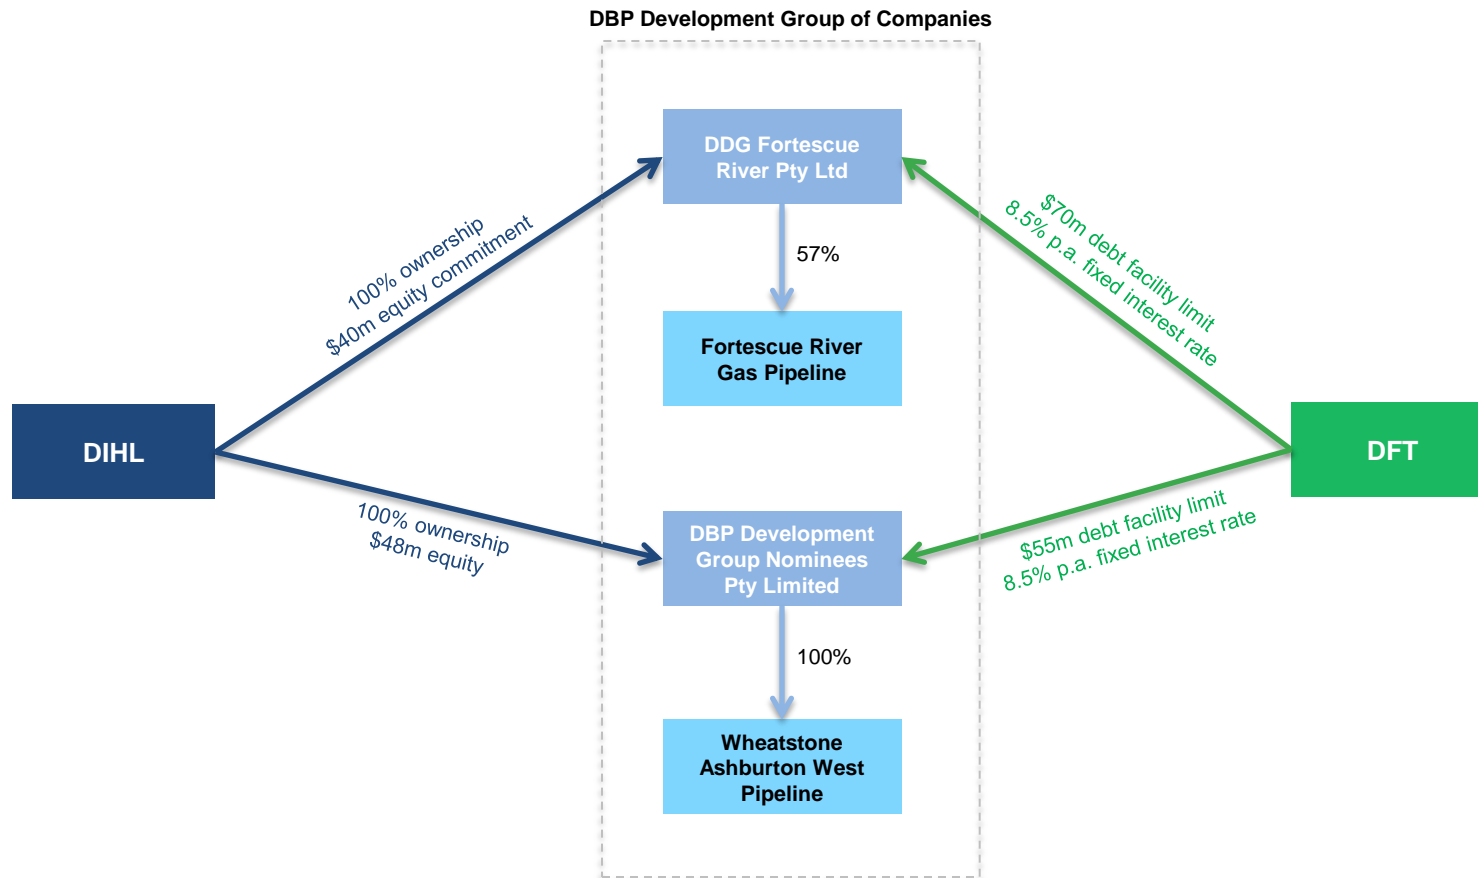 DBP Development Group of Companies
DDG Fortescue
River Pty Ltd
100% ownership
$40m equity commitment
$70m debt facility limit
8.5% p.a. fixed interest rate
57%
Fortescue River
Gas Pipeline
DIHL
DFT
100% ownership
$48m equity
DBP Development
Group Nominees
Pty Limited
$55m debt facility limit
8.5% p.a. fixed interest rate
100%
Wheatstone
Ashburton West
Pipeline